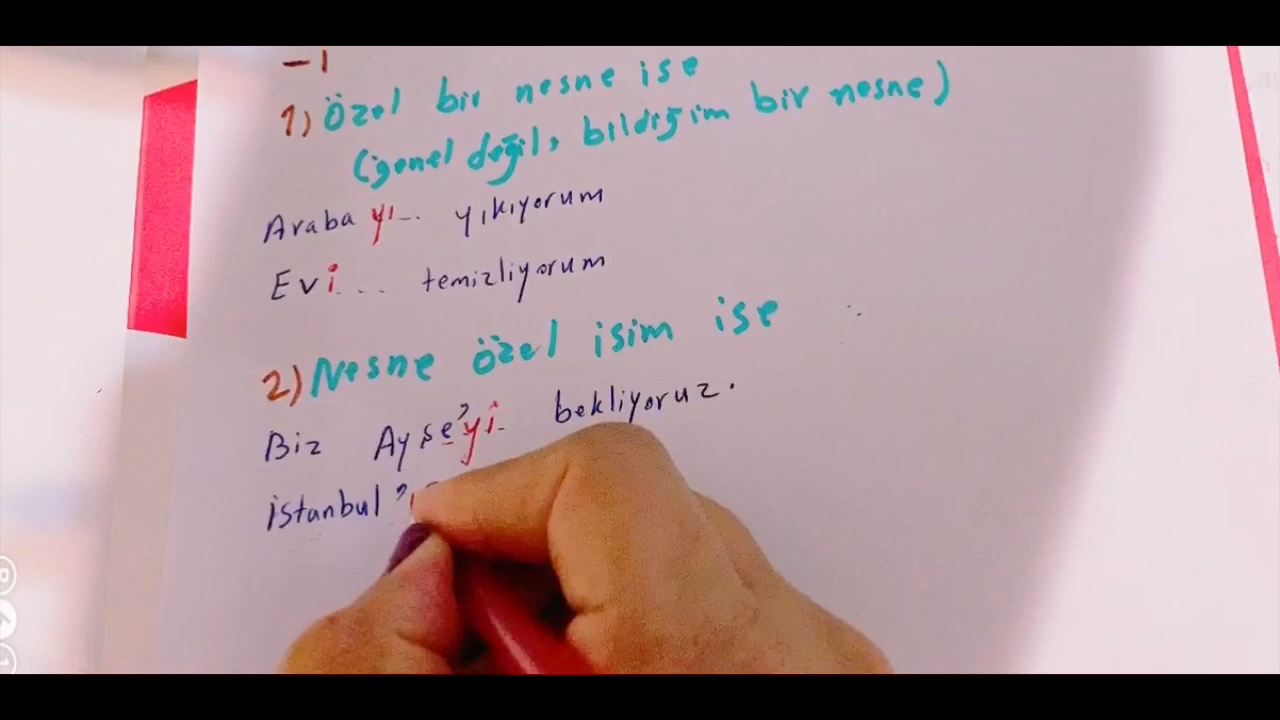 -ı
1) Özel bir nesne ise
(genel değil, bildiğim bir nesne)
Arabayı... yıkıyorum
Evi... temizliyorum
2) Nesne özel isim ise
Biz Ayşe'yi bekliyoruz.
istanbul'